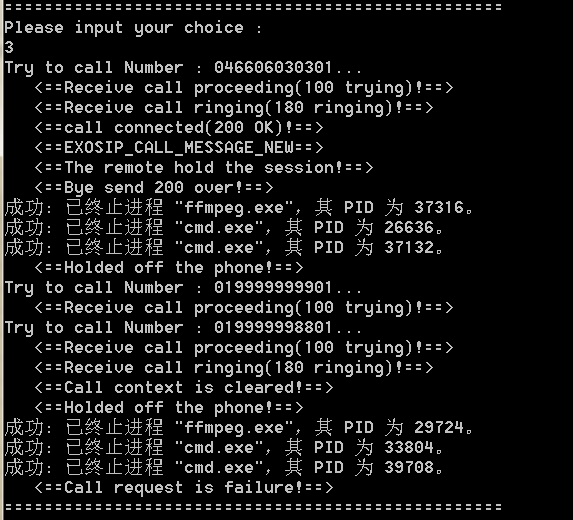 --------------------------------------------------
Please input your choice :
3
Try to call Number : 046606030301...
<==Receive call proceeding(100 trying)!==>
<==Receive call ringing(180 ringing)!==>
<==call connected(200 OK)!==>
<==EXOSIP_CALL_MESSAGE_NEW==>
<==The remote hold the session!==>
<==Bye send 200 over!==>
成功: 已终止进程 "ffmpeg.exe"，其 PID 为 37316。
成功: 已终止进程 "cmd.exe"，其 PID 为 26636。
成功: 已终止进程 "cmd.exe"，其 PID 为 37132。
<==Holded off the phone!==>
Try to call Number : 019999999901...
<==Receive call proceeding(100 trying)!==>
Try to call Number : 019999998801...
<==Receive call proceeding(100 trying)!==>
<==Receive call ringing(180 ringing)!==>
<==Call context is cleared!==>
<==Holded off the phone!==>
成功: 已终止进程 "ffmpeg.exe"，其 PID 为 29724。
成功: 已终止进程 "cmd.exe"，其 PID 为 33804。
成功: 已终止进程 "cmd.exe"，其 PID 为 39708。
<==Call request is failure!==>
--------------------------------------------------